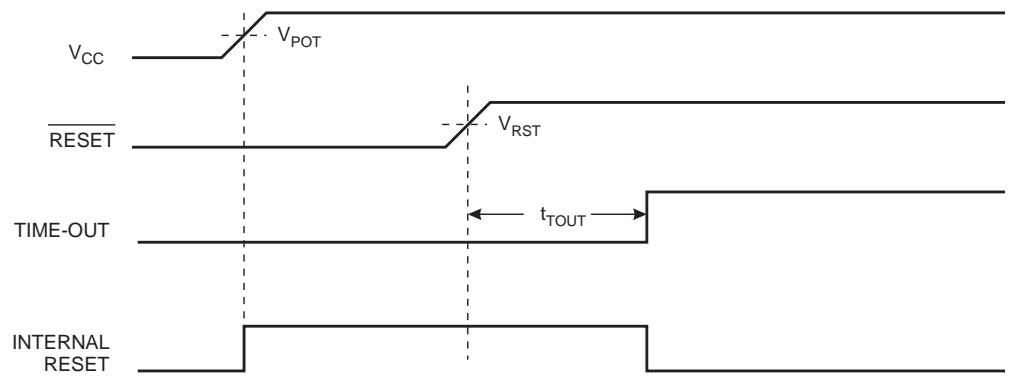 VCC
VPOT
RESET
VRST
TIME-OUT
tTOUT
INTERNAL
RESET